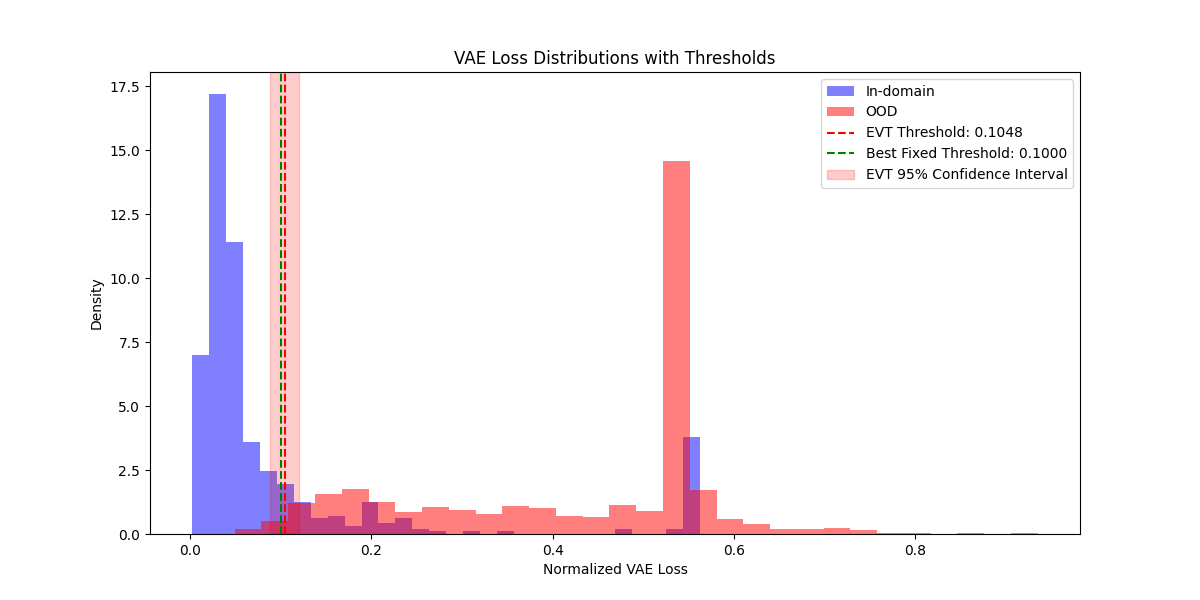 VAE Loss Distributions with Thresholds
In-domain
OOD
EVT Threshold: 0.1048
Best Fixed Threshold: 0.1000
EVT 95% Confidence Interval
Density
17.5
15.0
12.5
10.0
7.5
5.0
2.5
0.0
0.0 0.2 0.4 0.6 0.8
Normalized VAE Loss